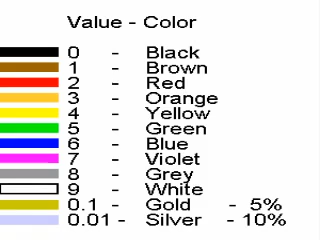 Value - Color
0 - Black
1 - Brown
2 - Red
3 - Orange
4 - Yellow
5 - Green
6 - Blue
7 - Violet
8 - Grey
9 - White
0.1 - Gold - 5%
0.01 - Silver - 10%